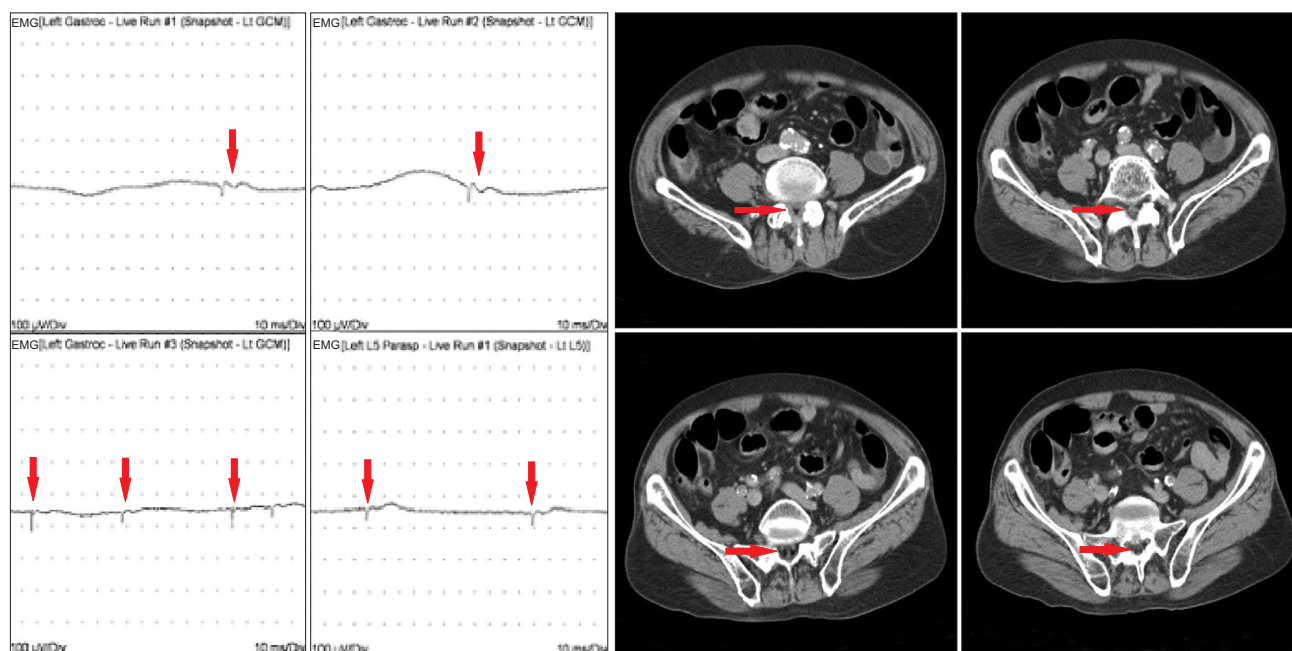 EMG[Left Gastroc - Live Run #1 (Snapshot - Lt GCM)]
100 µV/Div 10 ms/Div
EMG[Left Gastroc - Live Run #2 (Snapshot - Lt GCM)]
100 µV/Div 10 ms/Div
EMG[Left Gastroc - Live Run #3 (Snapshot - Lt GCM)]
100 µV/Div 10 ms/Div
EMG[Left L5 Parasp - Live Run #1 (Snapshot - Lt L5)]
100 µV/Div 10 ms/Div